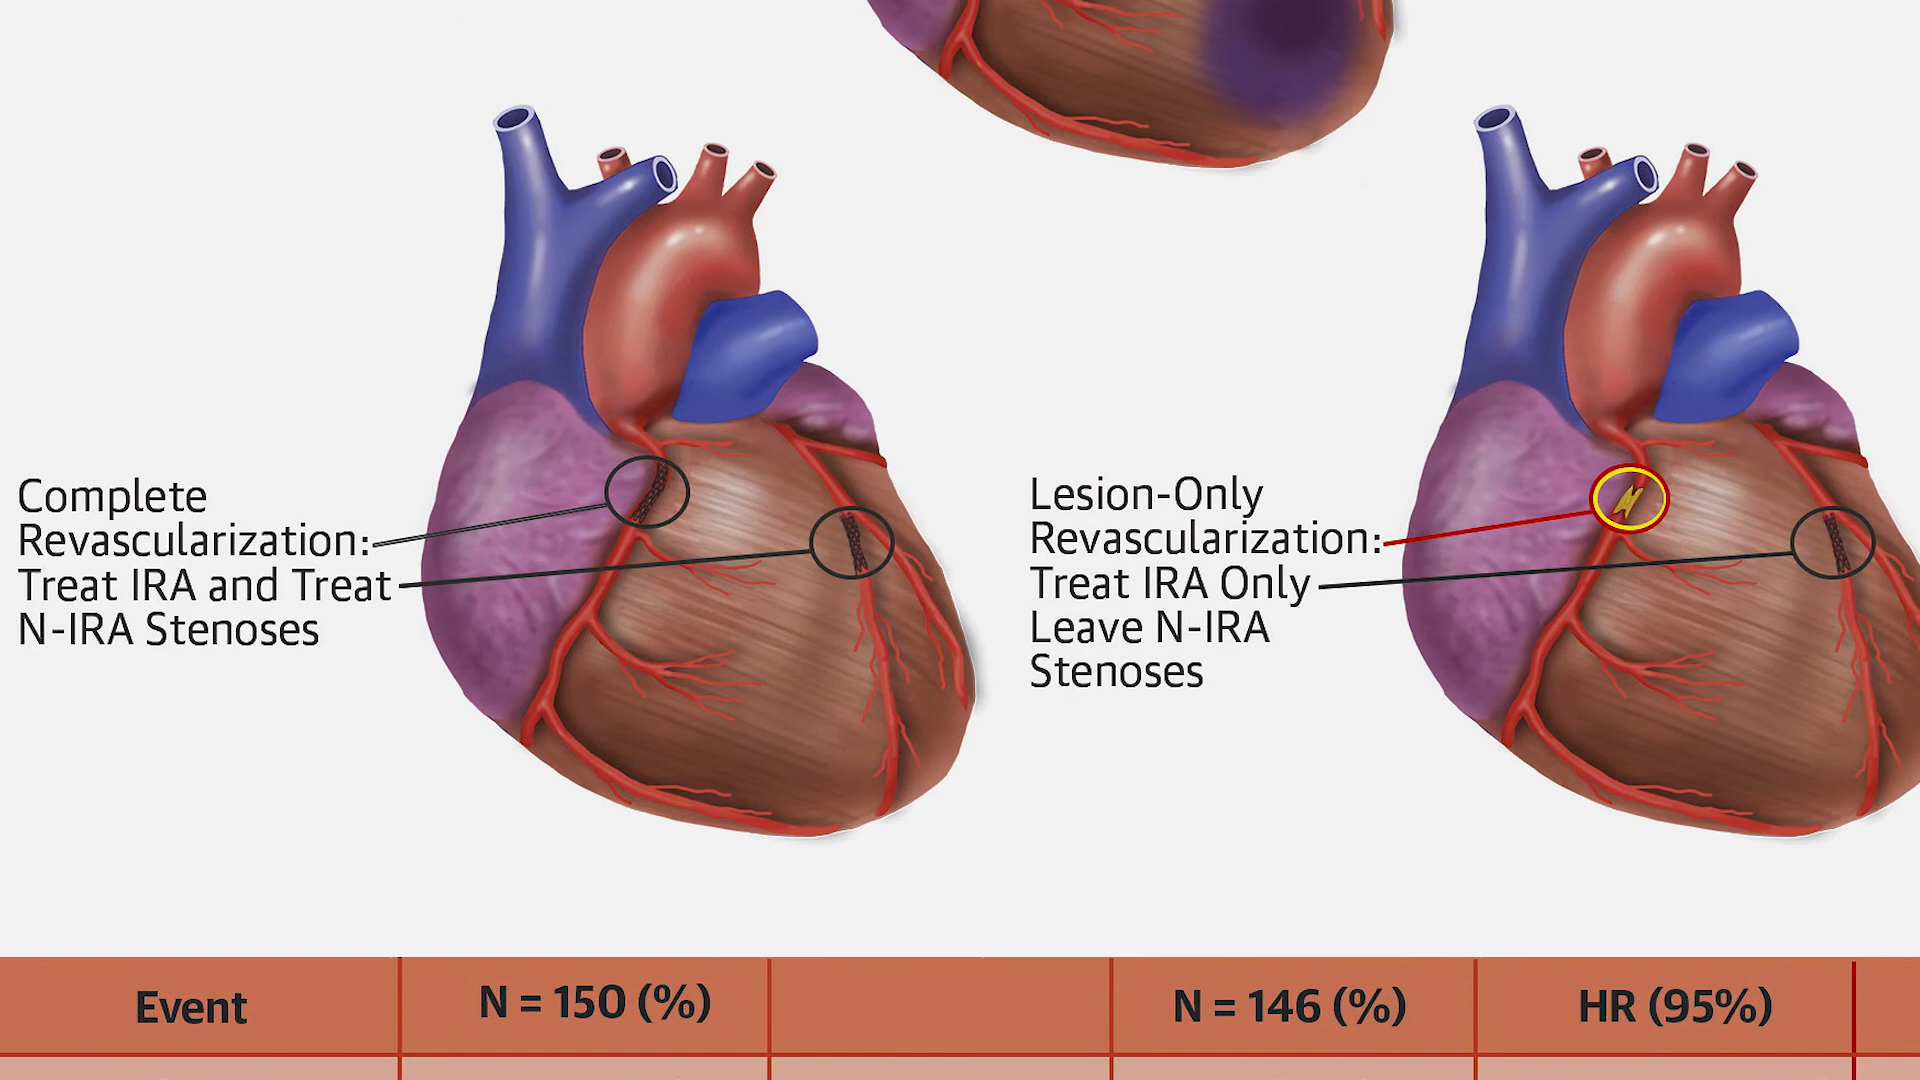 Complete
Revascularization:
Treat IRA and Treat
N-IRA Stenoses
Lesion-Only
Revascularization:
Treat IRA Only
Leave N-IRA
Stenoses
Event N = 150 (%) N = 146 (%) HR (95%)